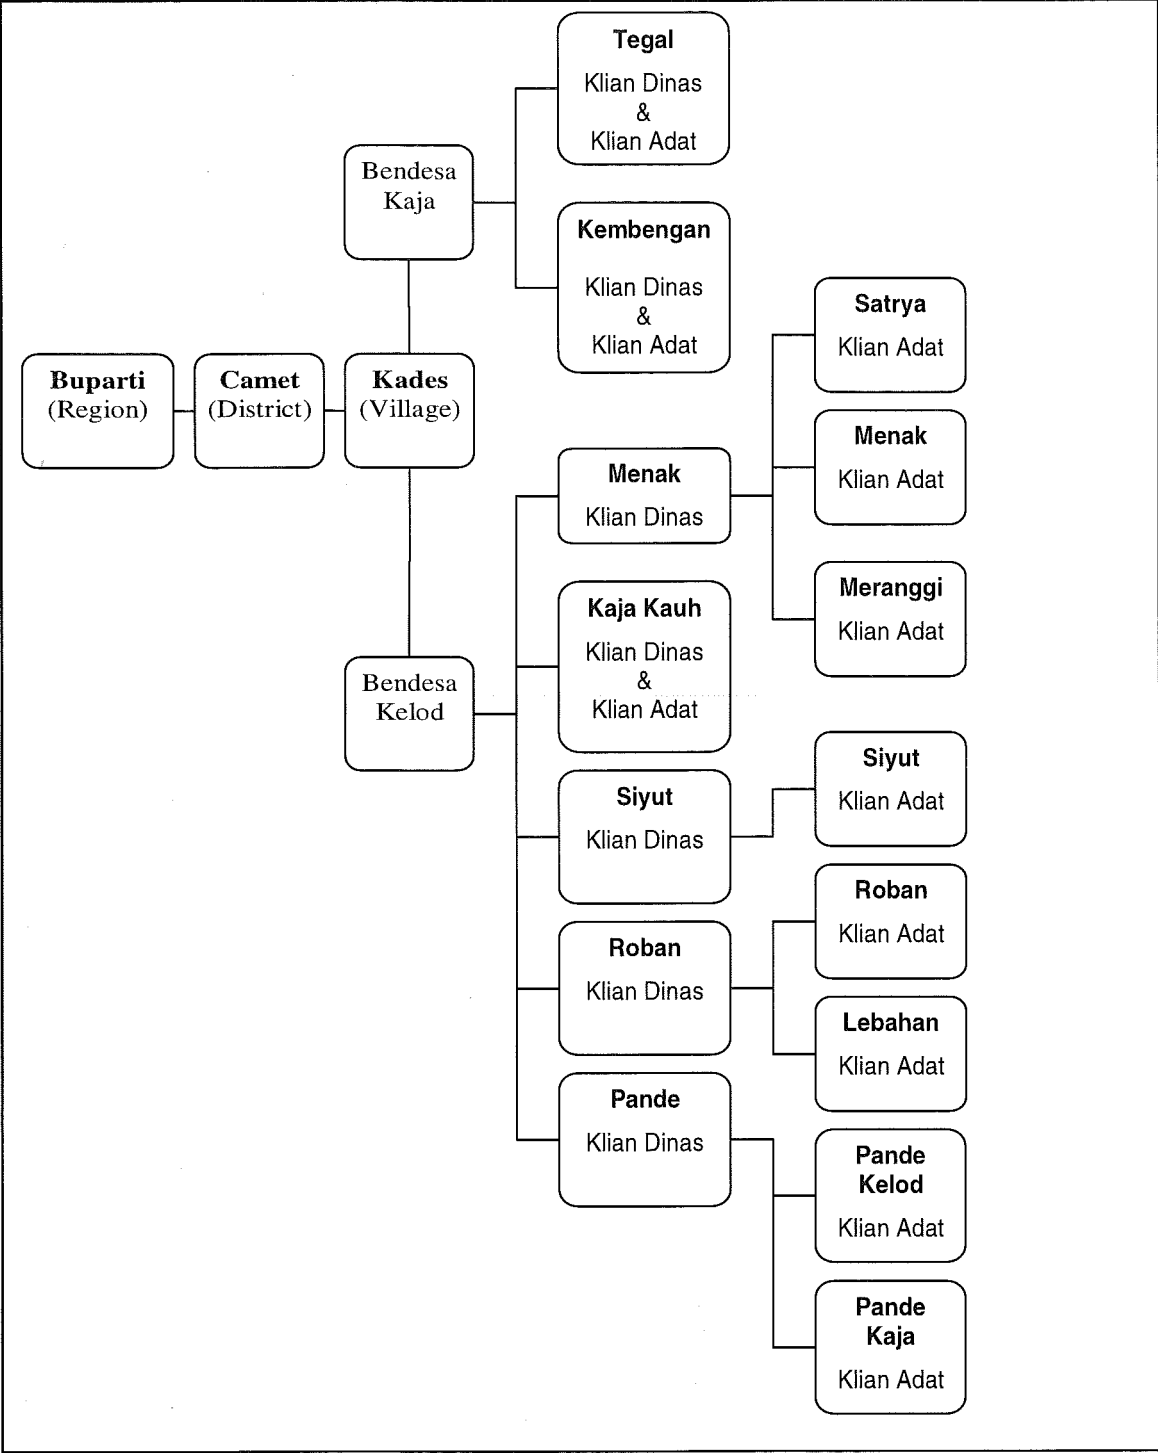 Buparti
(Region)
Camet
(District)
Kades
(Village)
Bendesa
Kaja
Tegal
Klian Dinas
&
Klian Adat
Kembengan
Klian Dinas
&
Klian Adat
Bendesa
Kelod
Menak
Klian Dinas
Satrya
Klian Adat
Menak
Klian Adat
Meranggi
Klian Adat
Kaja Kauh
Klian Dinas
&
Klian Adat
Siyut
Klian Dinas
Siyut
Klian Adat
Roban
Klian Dinas
Roban
Klian Adat
Lebahan
Klian Adat
Pande
Klian Dinas
Pande
Kelod
Klian Adat
Pande
Kaja
Klian Adat